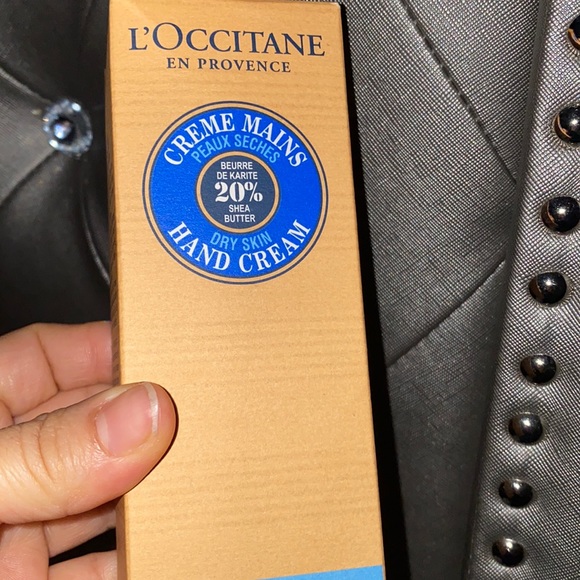 L'OCCITANE
EN PROVENCE
CREME MAINS
PEAUX SECHES
BEURRE
DE KARITE
20%
SHEA
BUTTER
DRY SKIN
HAND CREAM